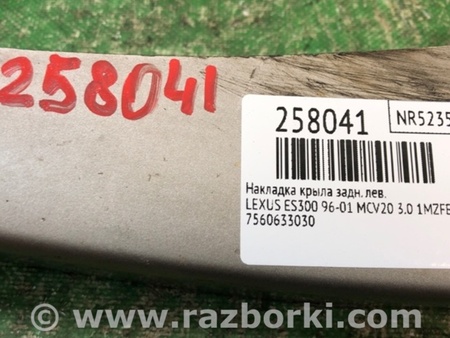 258041
258041
NR5235
Накладка крыла задн. лев.
LEXUS ES300 96-01 MCV20 3.0 1MZFE
7560633030
www.razborki.com